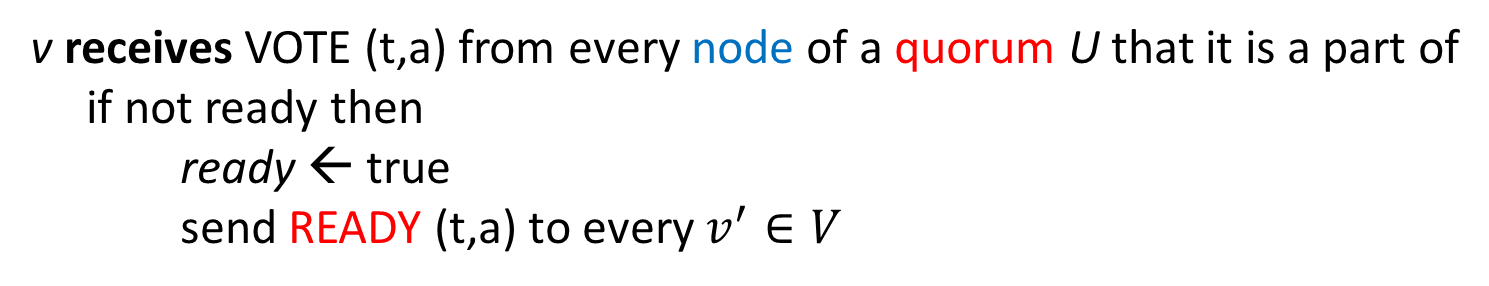 v receives VOTE (t,a) from every node of a quorum U that it is a part of
if not ready then
ready ← true
send READY (t,a) to every v′ ∈ V